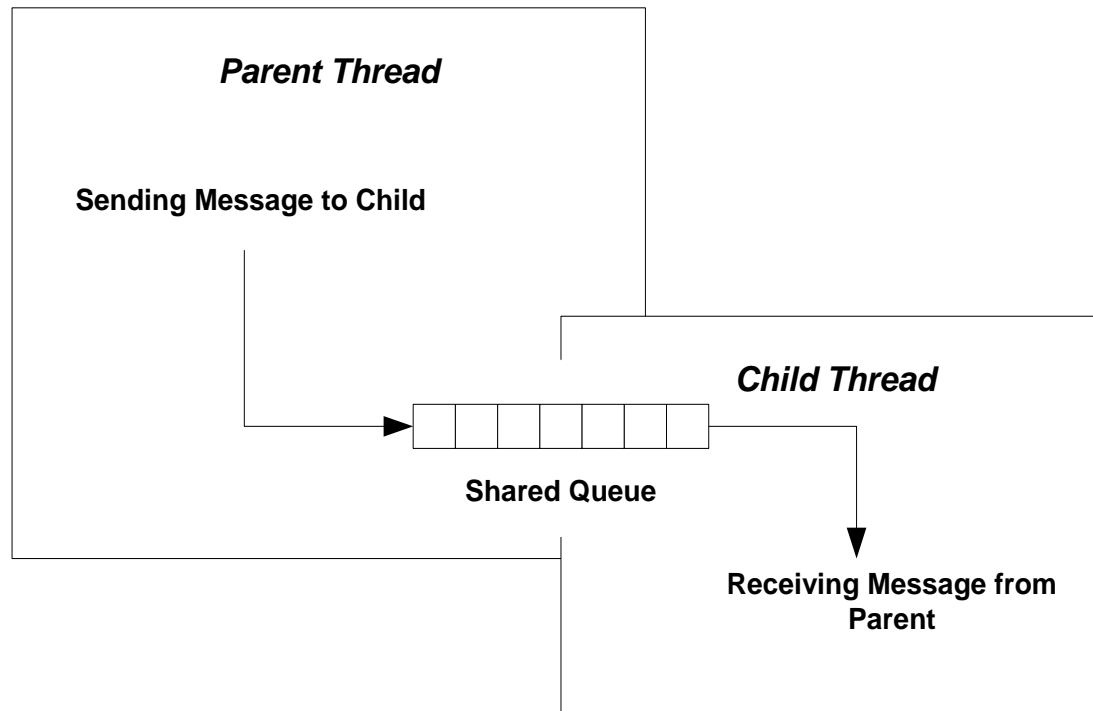 Parent Thread
Sending Message to Child
Child Thread
Shared Queue
Receiving Message from
Parent